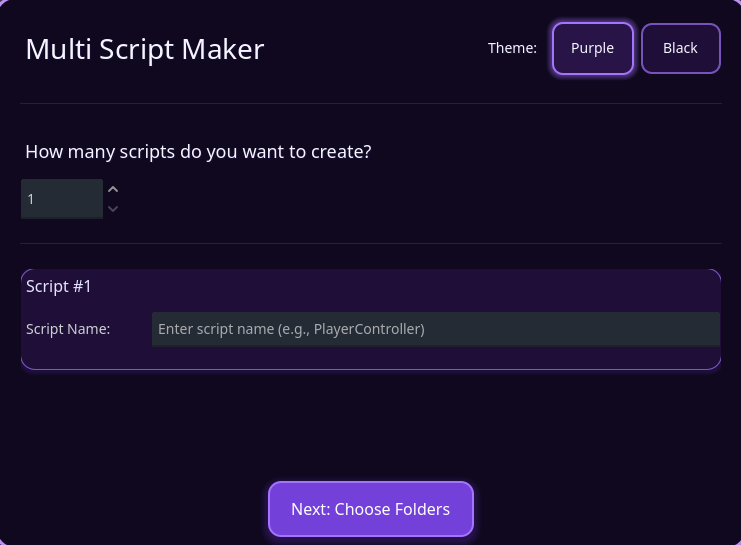 Multi Script Maker
Theme:
Purple
Black
How many scripts do you want to create?
1
Script #1
Script Name:
Enter script name (e.g., PlayerController)
Next: Choose Folders